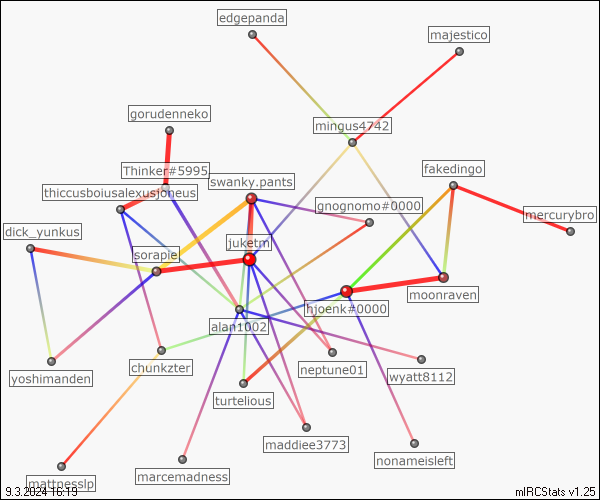 edgepanda
majestico
gorudenneko
mingus4742
Thinker#5995
fakedingo
swanky.pants
thiccusboiusalexusjoneus
gnognomo#0000
mercurybro
dick_yunkus
juketm
sorapie
moonraven
hjoenk#0000
alan1002
yoshimanden
chunkzter
neptune01
wyatt8112
turtelious
maddiee3773
nonameisleft
marcemadness
mattnesslp
9.3.2024 16:19
mIRCStats v1.25